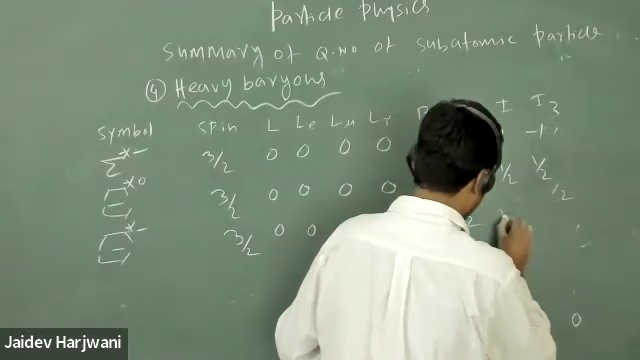 Particle Physics
Summary of Q.NO of subatomic particle
④ Heavy baryons
Symbol Spin L Le Lμ Lτ B I I3
Σ*- 3/2 0 0 0 0 -1
Ξ*0 3/2 0 0 0 0 1/2 1/2
Ξ*- 3/2 0 0
0
Jaidev Harjwani